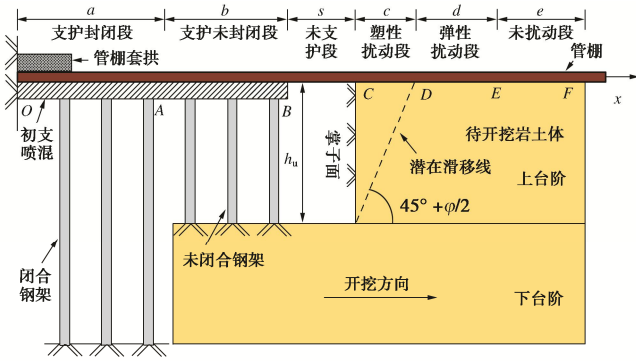 a b s c d e
支护封闭段 支护未封闭段 未支护段 塑性扰动段 弹性扰动段 未扰动段
管棚套拱
管棚
x
O A B C D E F
初支喷混
掌子面
h_u
待开挖岩土体
潜在滑移线
上台阶
45° +φ/2
闭合钢架
未闭合钢架
开挖方向
下台阶